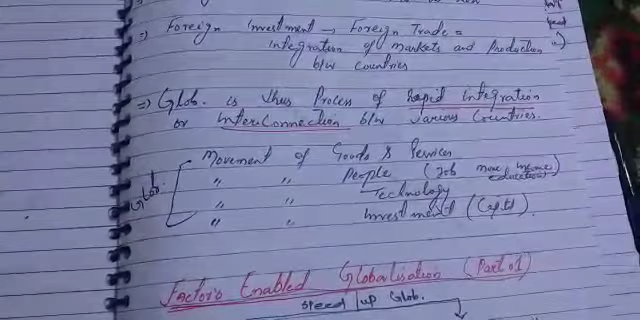 => Foreign Investment → Foreign Trade =
Integration of Markets and Production
b/w Countries
=> Glob. is thus Process of Rapid Integration
or InterConnection b/w Various Countries.
Glob.
Movement of Goods & Services
" " People (Job more income
education)
" " Technology
" " Investment (Capital).
Factors Enabled Globalisation (Part 01)
Speed up Glob.